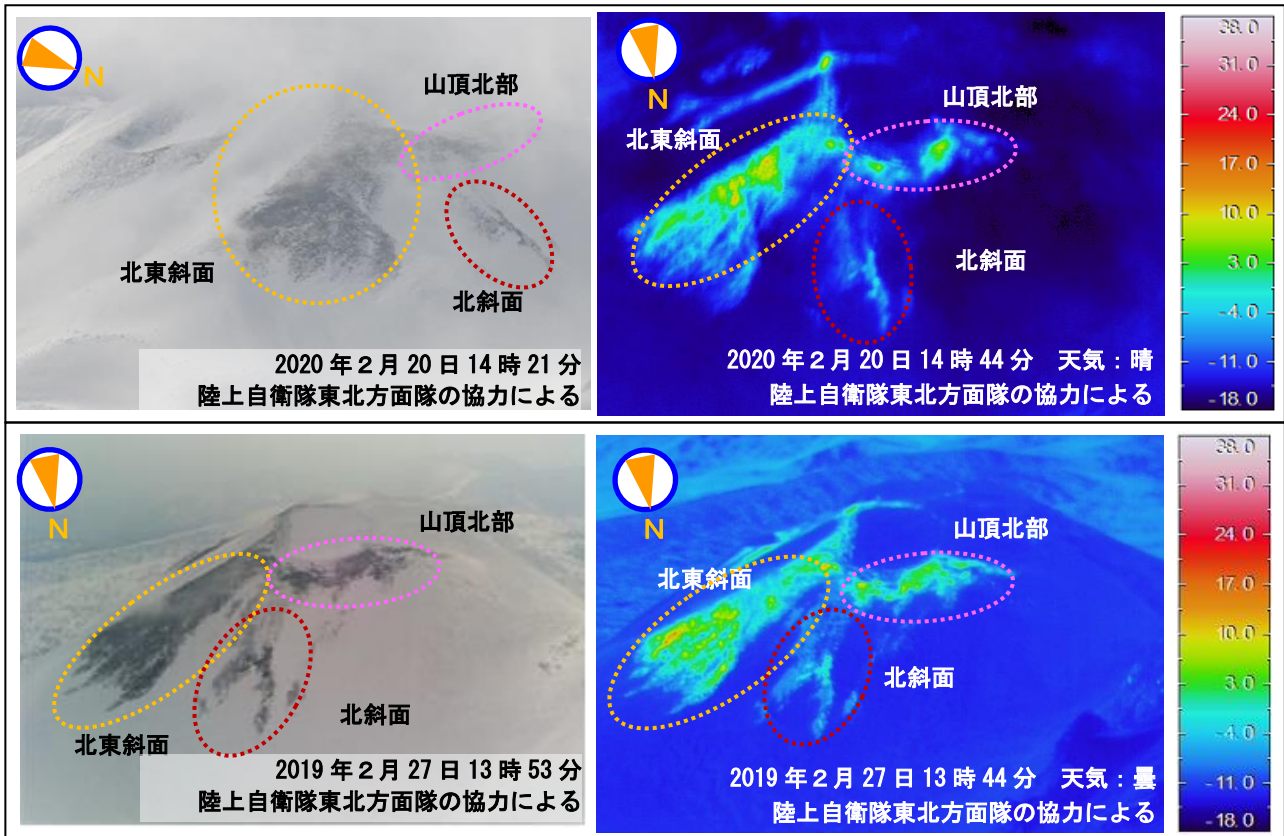 N
山頂北部
北東斜面
北斜面
2020年2月20日14時21分
陸上自衛隊東北方面隊の協力による
N
山頂北部
北東斜面
北斜面
2020年2月20日14時44分 天気：晴
陸上自衛隊東北方面隊の協力による
38.0
31.0
24.0
17.0
10.0
3.0
-4.0
-11.0
-18.0
N
山頂北部
北斜面
北東斜面
2019年2月27日13時53分
陸上自衛隊東北方面隊の協力による
N
山頂北部
北東斜面
北斜面
2019年2月27日13時44分 天気：曇
陸上自衛隊東北方面隊の協力による
38.0
31.0
24.0
17.0
10.0
3.0
-4.0
-11.0
-18.0